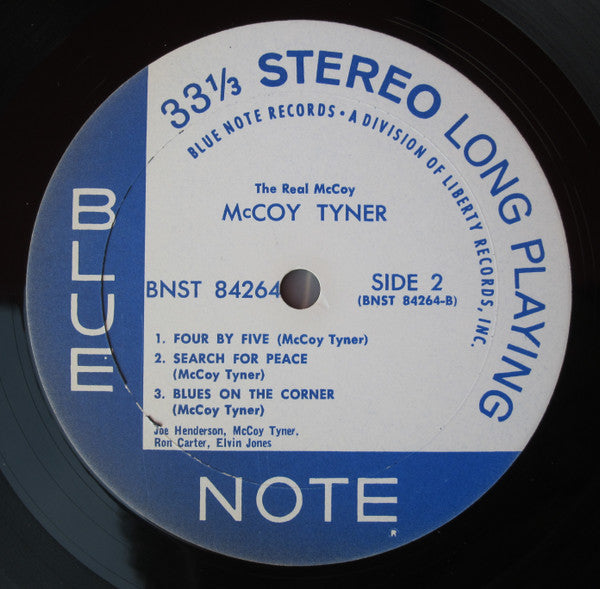 33⅓ STEREO LONG PLAYING
BLUE NOTE RECORDS • A DIVISION OF LIBERTY RECORDS, INC.
The Real McCoy
McCOY TYNER
BNST 84264
SIDE 2
(BNST 84264-B)
1. FOUR BY FIVE (McCoy Tyner)
2. SEARCH FOR PEACE
(McCoy Tyner)
3. BLUES ON THE CORNER
(McCoy Tyner)
Joe Henderson, McCoy Tyner,
Ron Carter, Elvin Jones
BLUE
NOTE
R